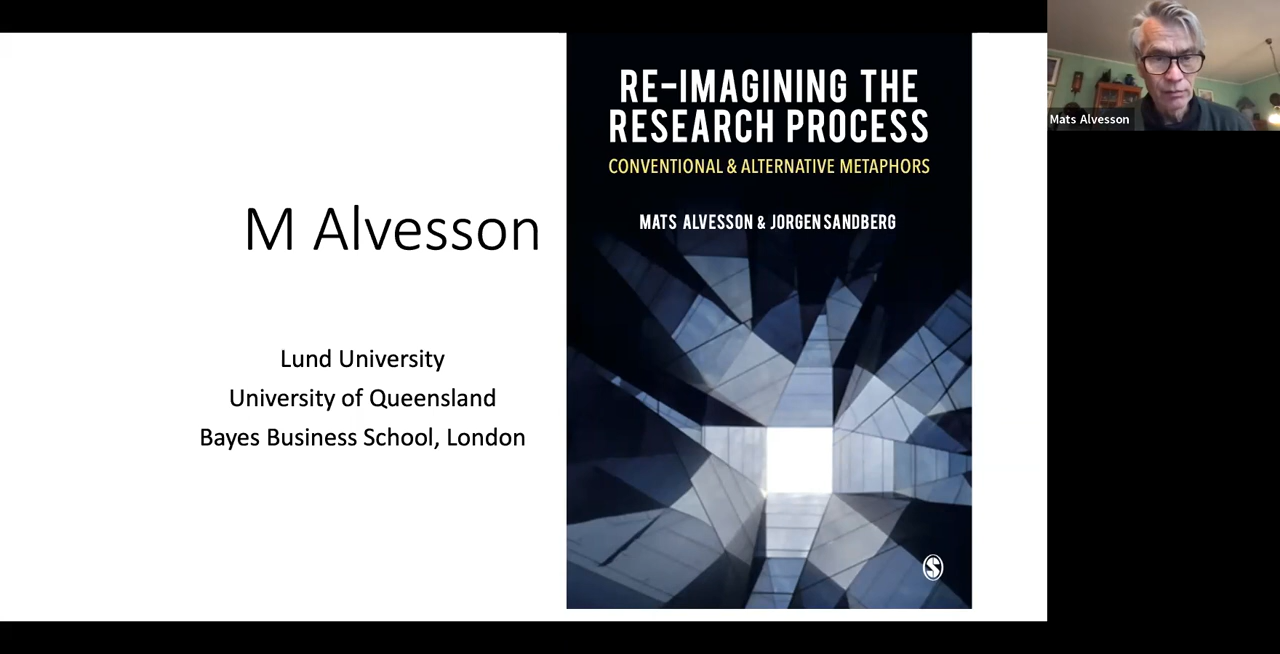 M Alvesson
Lund University
University of Queensland
Bayes Business School, London
RE-IMAGINING THE
RESEARCH PROCESS
CONVENTIONAL & ALTERNATIVE METAPHORS
MATS ALVESSON & JORGEN SANDBERG
S
Mats Alvesson